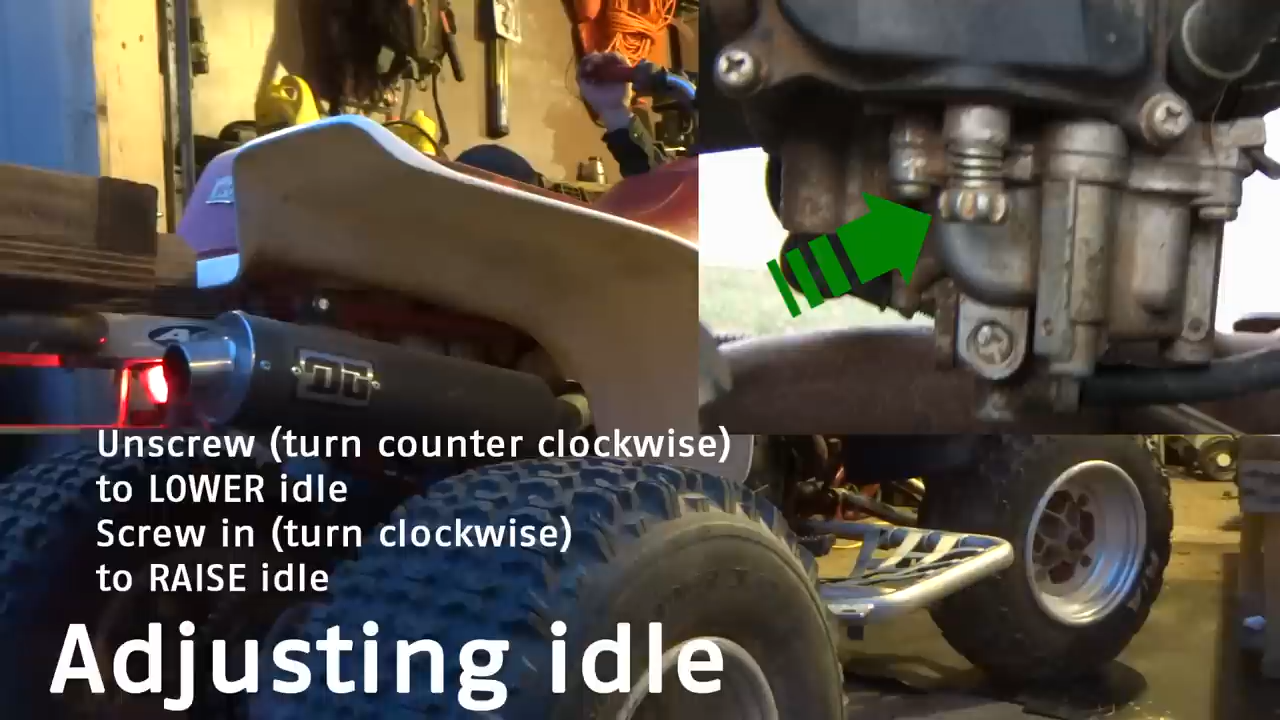 Unscrew (turn counter clockwise)
to LOWER idle
Screw in (turn clockwise)
to RAISE idle
Adjusting idle